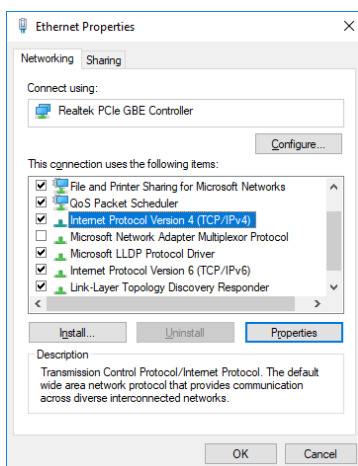 Ethernet Properties
Networking Sharing
Connect using:
Realtek PCIe GBE Controller
Configure...
This connection uses the following items:
File and Printer Sharing for Microsoft Networks
QoS Packet Scheduler
Internet Protocol Version 4 (TCP/IPv4)
Microsoft Network Adapter Multiplexor Protocol
Microsoft LLDP Protocol Driver
Internet Protocol Version 6 (TCP/IPv6)
Link-Layer Topology Discovery Responder
Install... Uninstall Properties
Description
Transmission Control Protocol/Internet Protocol. The default
wide area network protocol that provides communication
across diverse interconnected networks.
OK Cancel